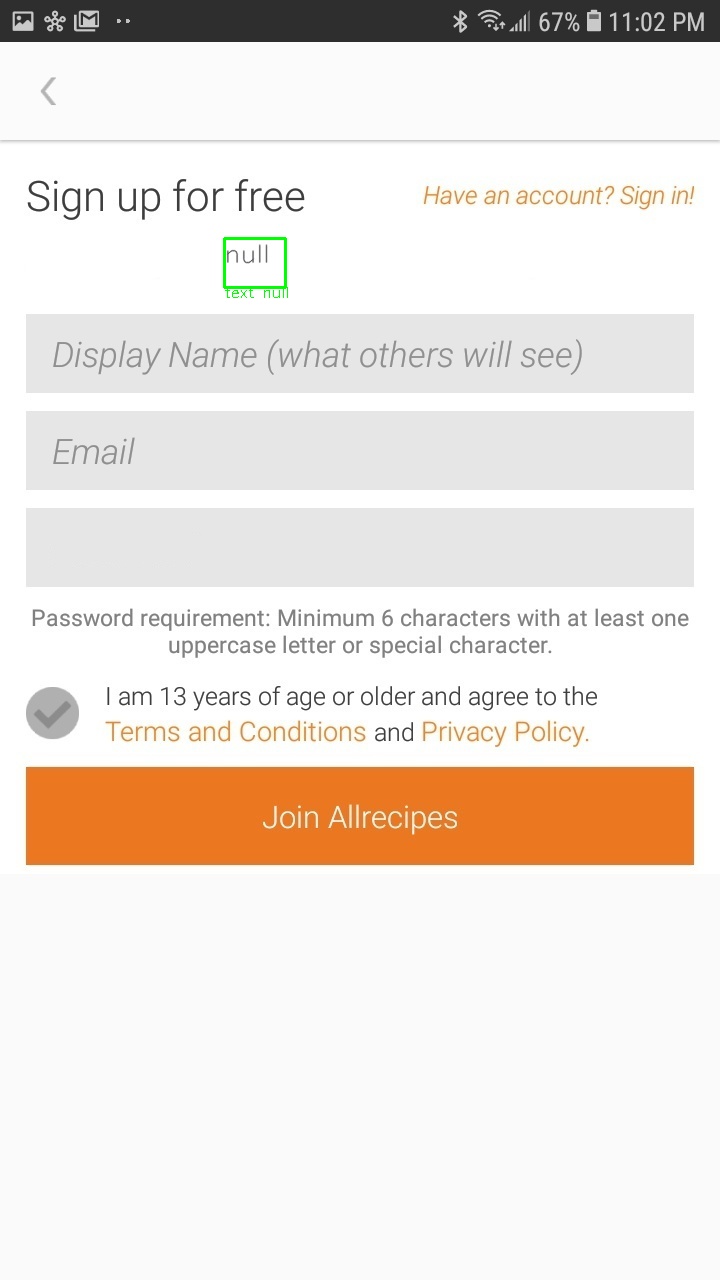 67% 11:02 PM
Sign up for free
Have an account? Sign in!
null
text null
Display Name (what others will see)
Email
Password requirement: Minimum 6 characters with at least one
uppercase letter or special character.
I am 13 years of age or older and agree to the
Terms and Conditions and Privacy Policy.
Join Allrecipes